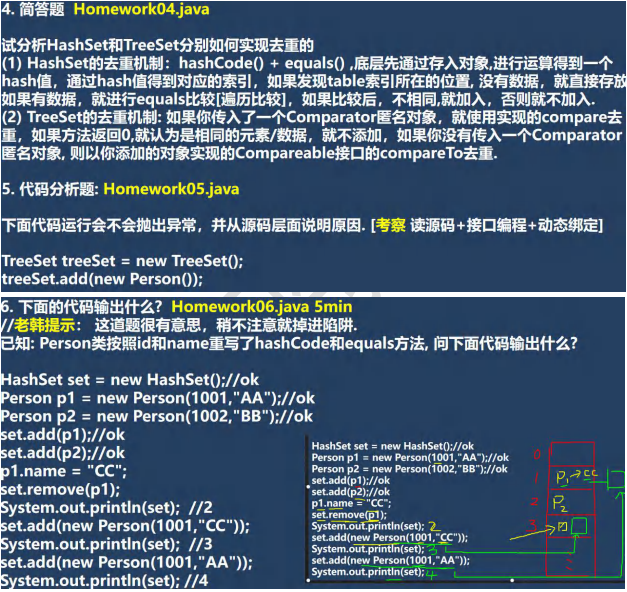 4. 简答题 Homework04.java
试分析HashSet和TreeSet分别如何实现去重的
(1) HashSet的去重机制：hashCode() + equals() ,底层先通过存入对象,进行运算得到一个
hash值，通过hash值得到对应的索引，如果发现table索引所在的位置, 没有数据，就直接存放
如果有数据，就进行equals比较[遍历比较]，如果比较后，不相同,就加入，否则就不加入.
(2) TreeSet的去重机制: 如果你传入了一个Comparator匿名对象，就使用实现的compare去
重，如果方法返回0,就认为是相同的元素/数据，就不添加，如果你没有传入一个Comparator
匿名对象, 则以你添加的对象实现的Compareable接口的compareTo去重.
5. 代码分析题: Homework05.java
下面代码运行会不会抛出异常，并从源码层面说明原因. [考察 读源码+接口编程+动态绑定]
TreeSet treeSet = new TreeSet();
treeSet.add(new Person());
6. 下面的代码输出什么? Homework06.java 5min
//老韩提示： 这道题很有意思，稍不注意就掉进陷阱.
已知: Person类按照id和name重写了hashCode和equals方法, 问下面代码输出什么?
HashSet set = new HashSet();//ok
Person p1 = new Person(1001,"AA");//ok
Person p2 = new Person(1002,"BB");//ok
set.add(p1);//ok
set.add(p2);//ok
p1.name = "CC";
set.remove(p1);
System.out.println(set); //2
set.add(new Person(1001,"CC"));
System.out.println(set); //3
set.add(new Person(1001,"AA"));
System.out.println(set); //4
HashSet set = new HashSet();//ok
Person p1 = new Person(1001,"AA");//ok
Person p2 = new Person(1002,"BB");//ok
set.add(p1);//ok
set.add(p2);//ok
p1.name = "CC";
set.remove(p1);
System.out.println(set); 2
set.add(new Person(1001,"CC"));
System.out.println(set); 3
set.add(new Person(1001,"AA"));
System.out.println(set); 4
0
1 P1 → CC
2 P2
3